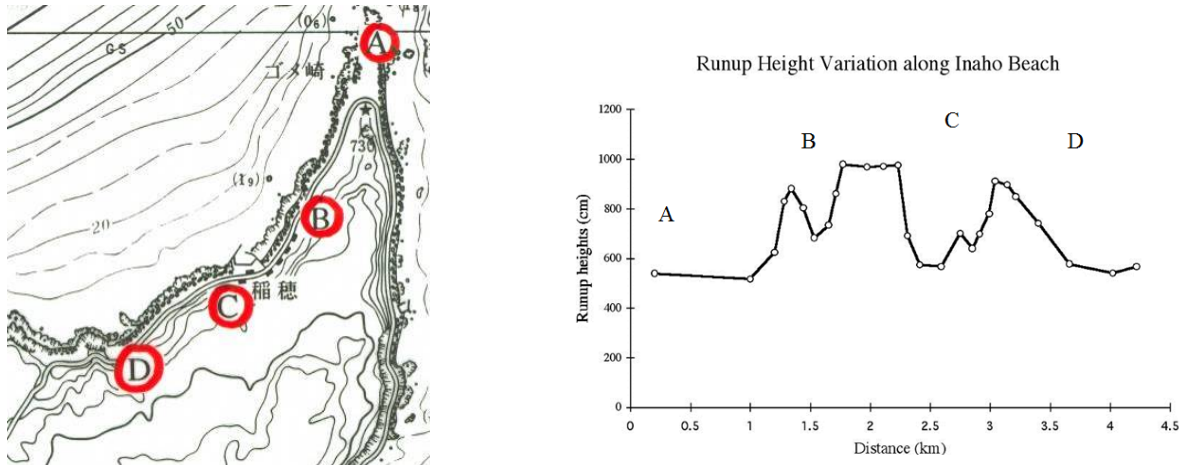 (0₆)
50
GS
A
ゴメ崎
730
(1₉)
B
20
稲穂
C
D
Runup Height Variation along Inaho Beach
1200
C
B
D
1000
800
A
600
400
200
0
Runup heights (cm)
0 0.5 1 1.5 2 2.5 3 3.5 4 4.5
Distance (km)